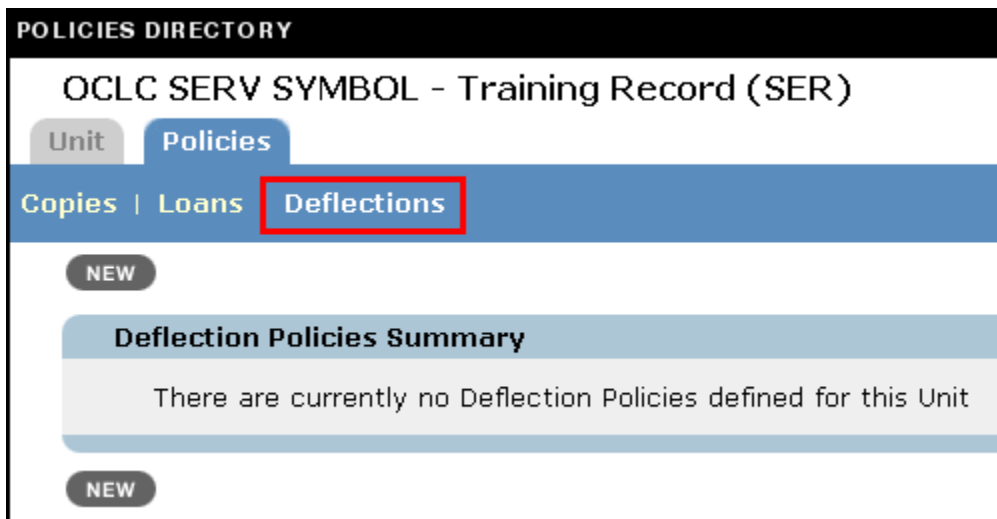 POLICIES DIRECTORY
OCLC SERV SYMBOL - Training Record (SER)
Unit Policies
Copies | Loans Deflections
NEW
Deflection Policies Summary
There are currently no Deflection Policies defined for this Unit
NEW